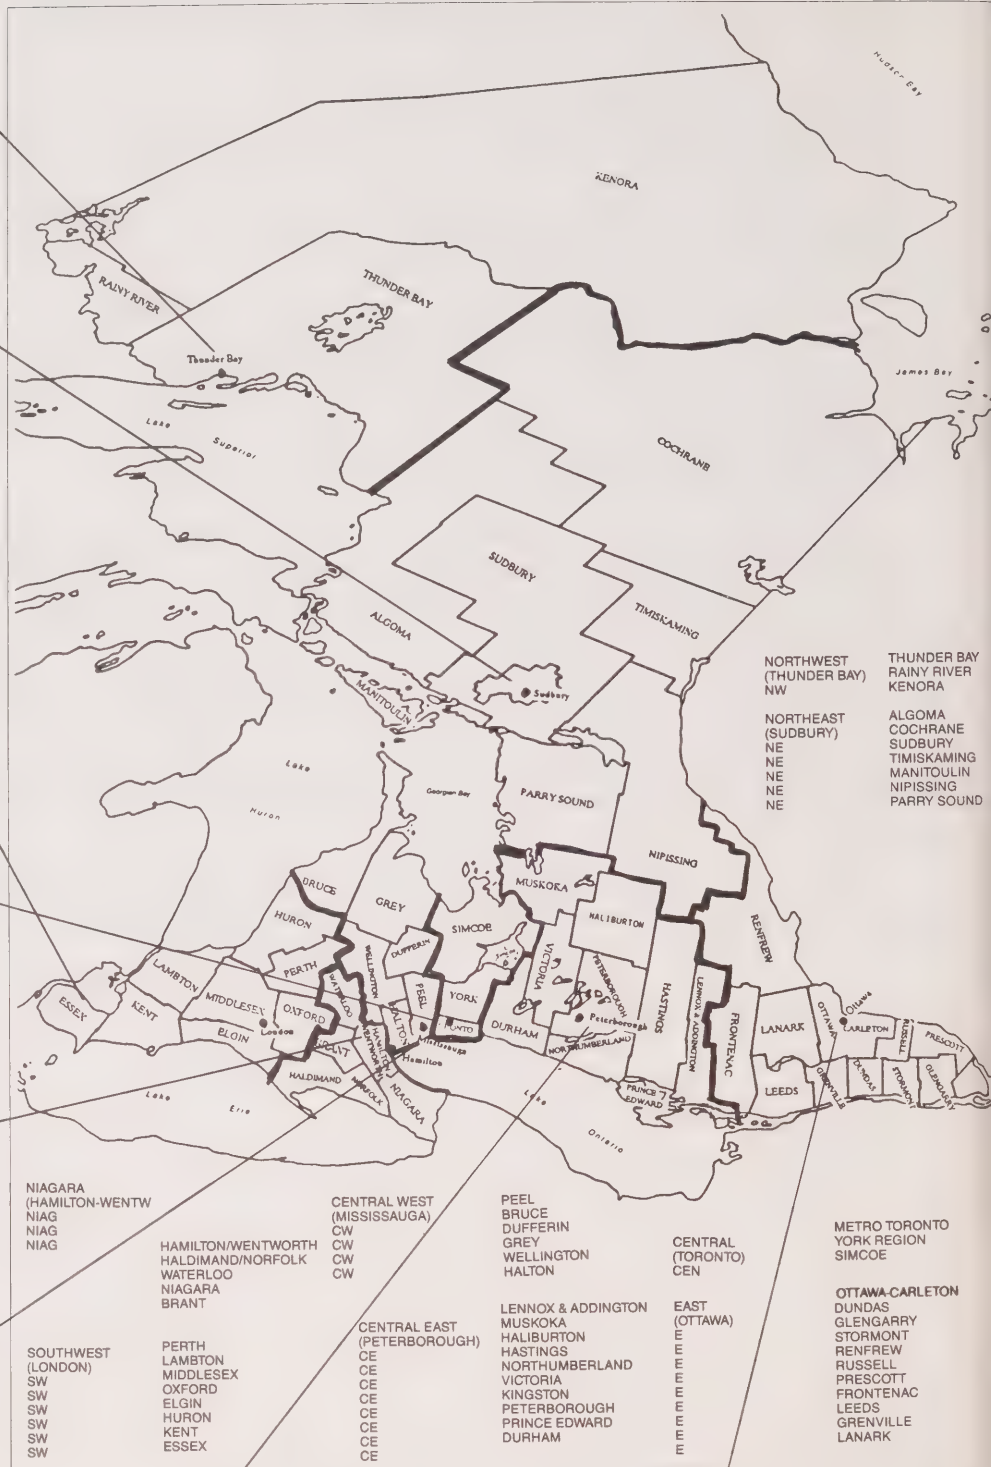 Hudson Bay
KENORA
RAINY RIVER
THUNDER BAY
Thunder Bay
James Bay
Lake
Superior
COCHRANE
SUDBURY
TIMISKAMING
ALGOMA
Sudbury
MANITOULIN
NORTHWEST THUNDER BAY
(THUNDER BAY) RAINY RIVER
NW KENORA
NORTHEAST ALGOMA
(SUDBURY) COCHRANE
NE SUDBURY
NE TIMISKAMING
NE MANITOULIN
NE NIPISSING
NE PARRY SOUND
Lake
Huron
Georgian Bay
PARRY SOUND
NIPISSING
MUSKOKA
BRUCE
GREY
HURON
SIMCOE
HALIBURTON
DUFFERIN
RENFREW
PERTH
WELLINGTON
VICTORIA
PETERBOROUGH
LAMBTON
WATERLOO
PEEL
YORK
HASTINGS
LENNOX & ADDINGTON
ESSEX
KENT
MIDDLESEX
OXFORD
HALTON
DURHAM
Peterborough
FRONTENAC
LANARK
OTTAWA
Ottawa
CARLETON
RUSSELL
PRESCOTT
ELGIN
London
BRANT
HAMILTON
WENTWORTH
Mississauga
Hamilton
NORTHUMBERLAND
HALDIMAND
NORFOLK
NIAGARA
PRINCE
EDWARD
LEEDS
GRENVILLE
DUNDAS
STORMONT
GLENGARRY
Lake
Erie
Lake
Ontario
NIAGARA
(HAMILTON-WENTW
NIAG
NIAG
NIAG
HAMILTON/WENTWORTH
HALDIMAND/NORFOLK
WATERLOO
NIAGARA
BRANT
CENTRAL WEST
(MISSISSAUGA)
CW
CW
CW
CW
PEEL
BRUCE
DUFFERIN
GREY
WELLINGTON
HALTON
CENTRAL
(TORONTO)
CEN
METRO TORONTO
YORK REGION
SIMCOE
SOUTHWEST
(LONDON)
SW
SW
SW
SW
SW
SW
PERTH
LAMBTON
MIDDLESEX
OXFORD
ELGIN
HURON
KENT
ESSEX
CENTRAL EAST
(PETERBOROUGH)
CE
CE
CE
CE
CE
CE
CE
CE
LENNOX & ADDINGTON
MUSKOKA
HALIBURTON
HASTINGS
NORTHUMBERLAND
VICTORIA
KINGSTON
PETERBOROUGH
PRINCE EDWARD
DURHAM
EAST
(OTTAWA)
E
E
E
E
E
E
E
E
E
OTTAWA-CARLETON
DUNDAS
GLENGARRY
STORMONT
RENFREW
RUSSELL
PRESCOTT
FRONTENAC
LEEDS
GRENVILLE
LANARK